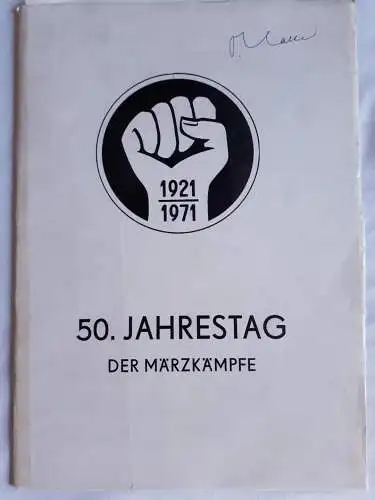 1921
1971
50. JAHRESTAG
DER MÄRZKÄMPFE